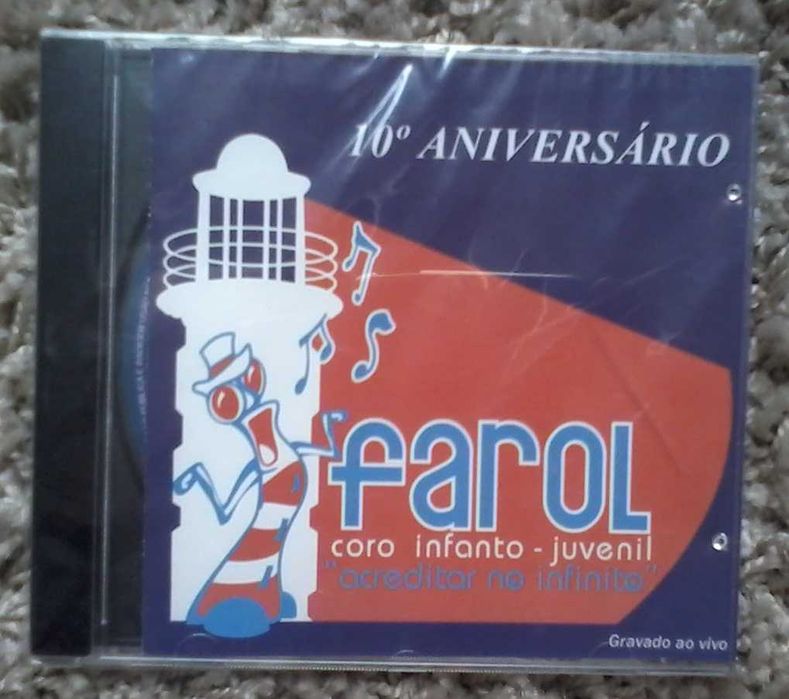 10º ANIVERSÁRIO
farol
coro infanto - juvenil
"acreditar no infinito"
Gravado ao vivo